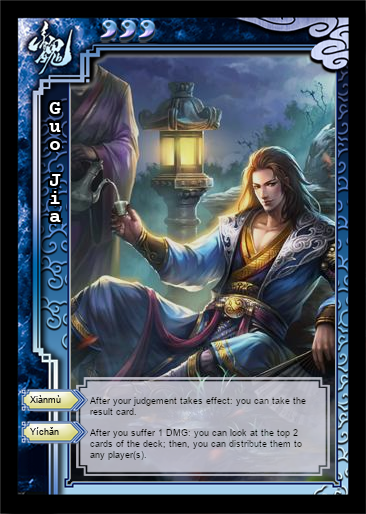 魏
Guo Jia
Xiànmù
After your judgement takes effect: you can take the
result card.
Yíchǎn
After you suffer 1 DMG: you can look at the top 2
cards of the deck; then, you can distribute them to
any player(s).